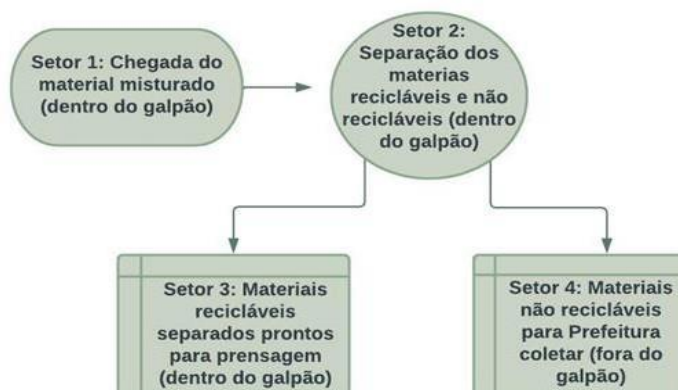 Setor 1: Chegada do
material misturado
(dentro do galpão)
Setor 2:
Separação dos
materias
recicláveis e não
recicláveis (dentro
do galpão)
Setor 3: Materiais
recicláveis
separados prontos
para prensagem
(dentro do galpão)
Setor 4: Materiais
não recicláveis
para Prefeitura
coletar (fora do
galpão)